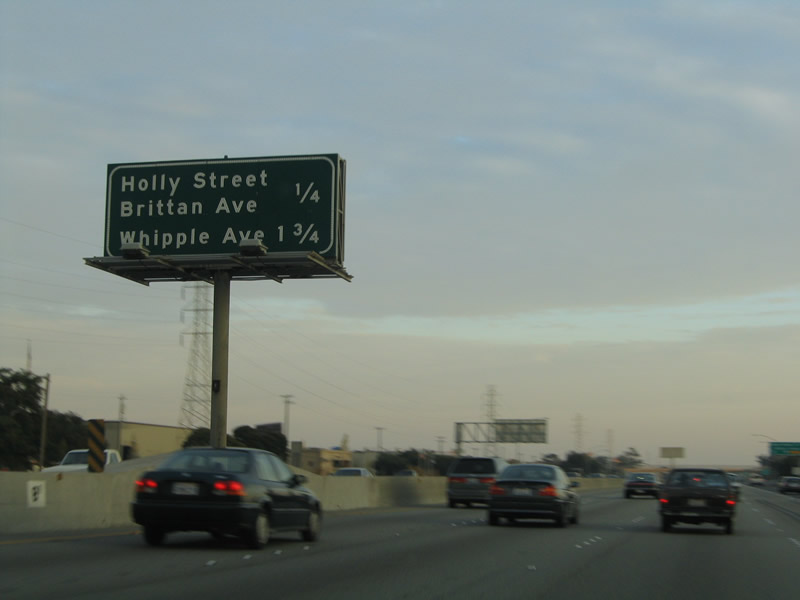 Holly Street 1/4
Brittan Ave
Whipple Ave 1 3/4